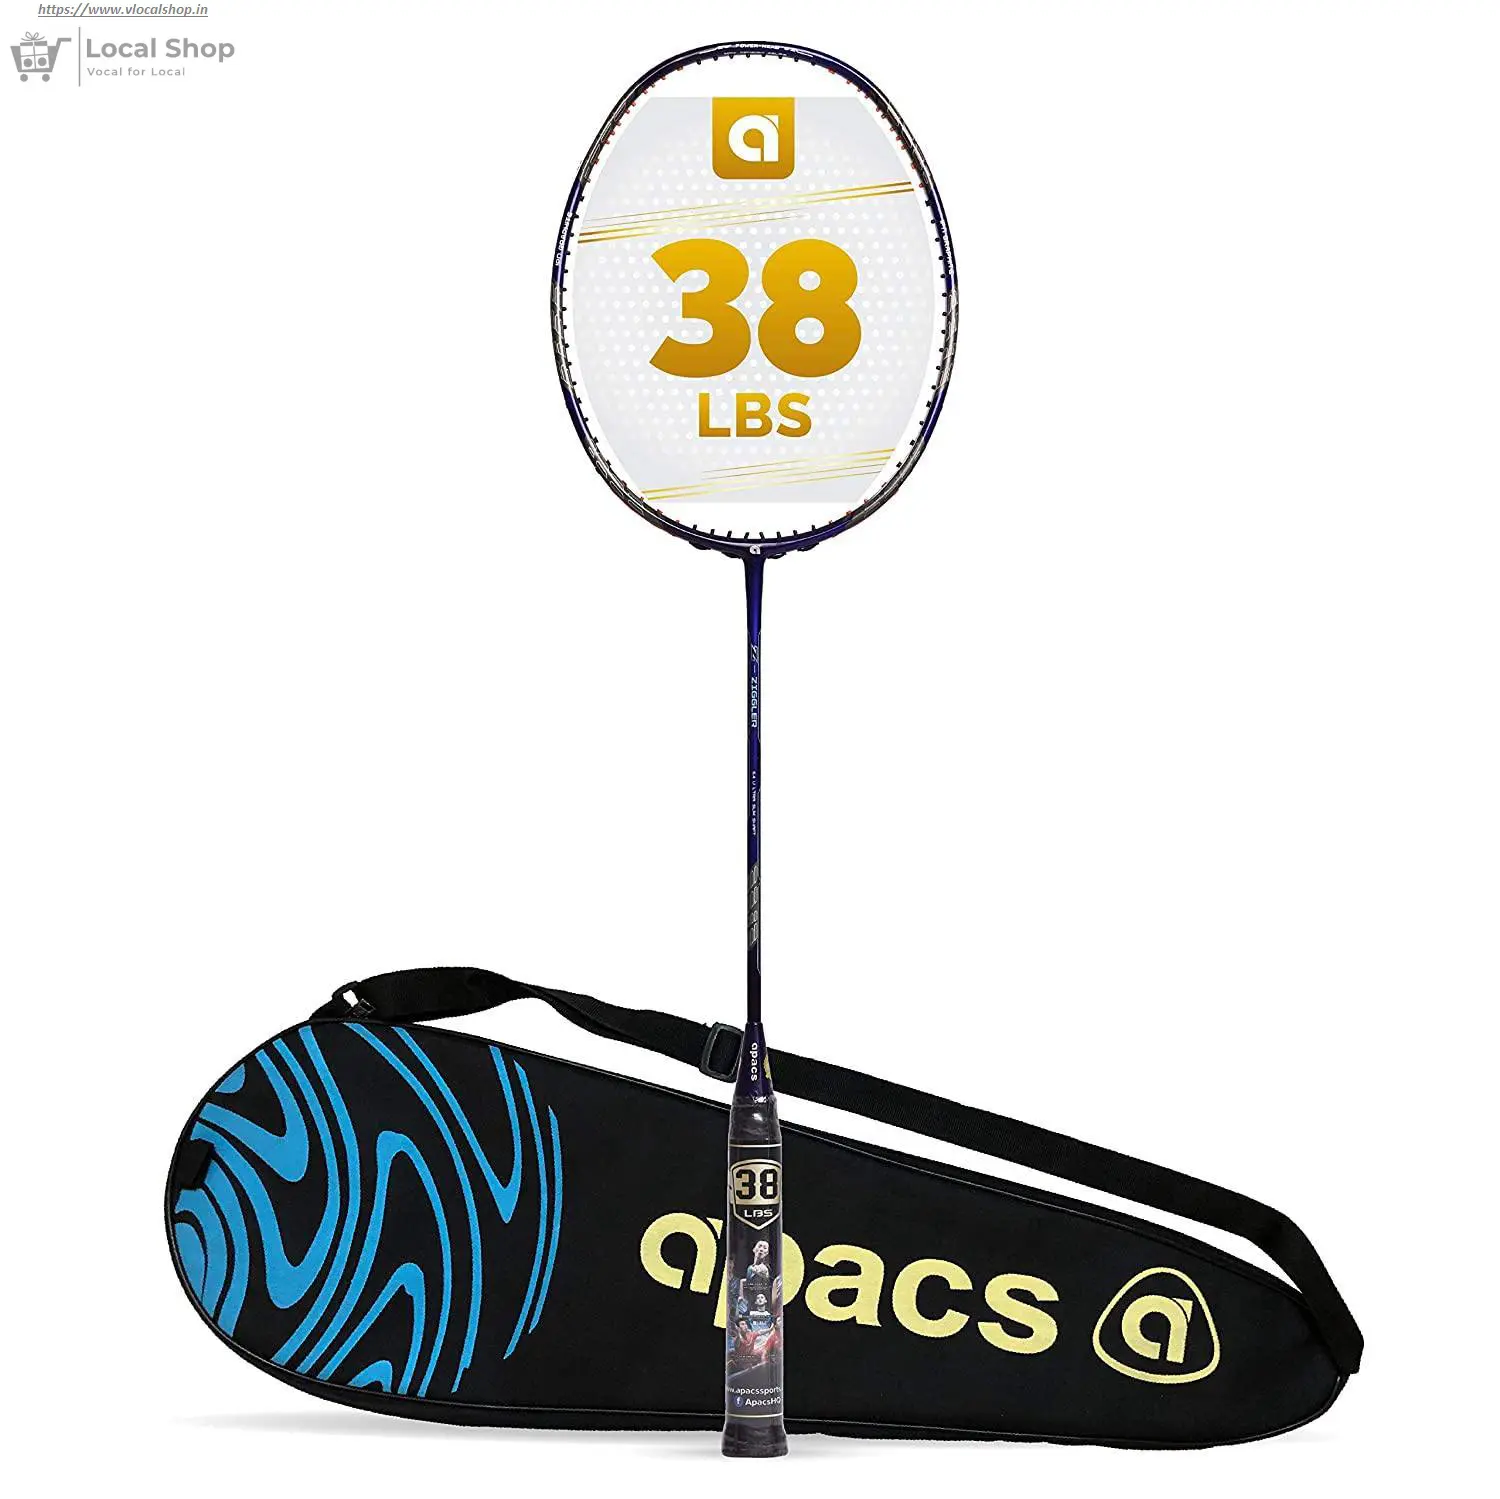 https://www.vlocalshop.in
Local Shop
Vocal for Local
38
LBS
Z-ZIGGLER
apacs
38
LBS
apacs
www.apacssports
ApacsHQ